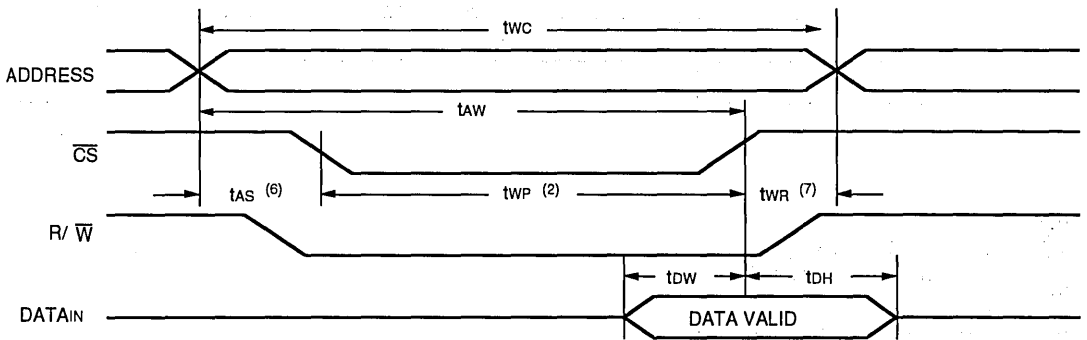 tWC
ADDRESS
tAW
CS
tAS (6)
tWP (2)
tWR (7)
R/ W
tDW
tDH
DATAIN
DATA VALID